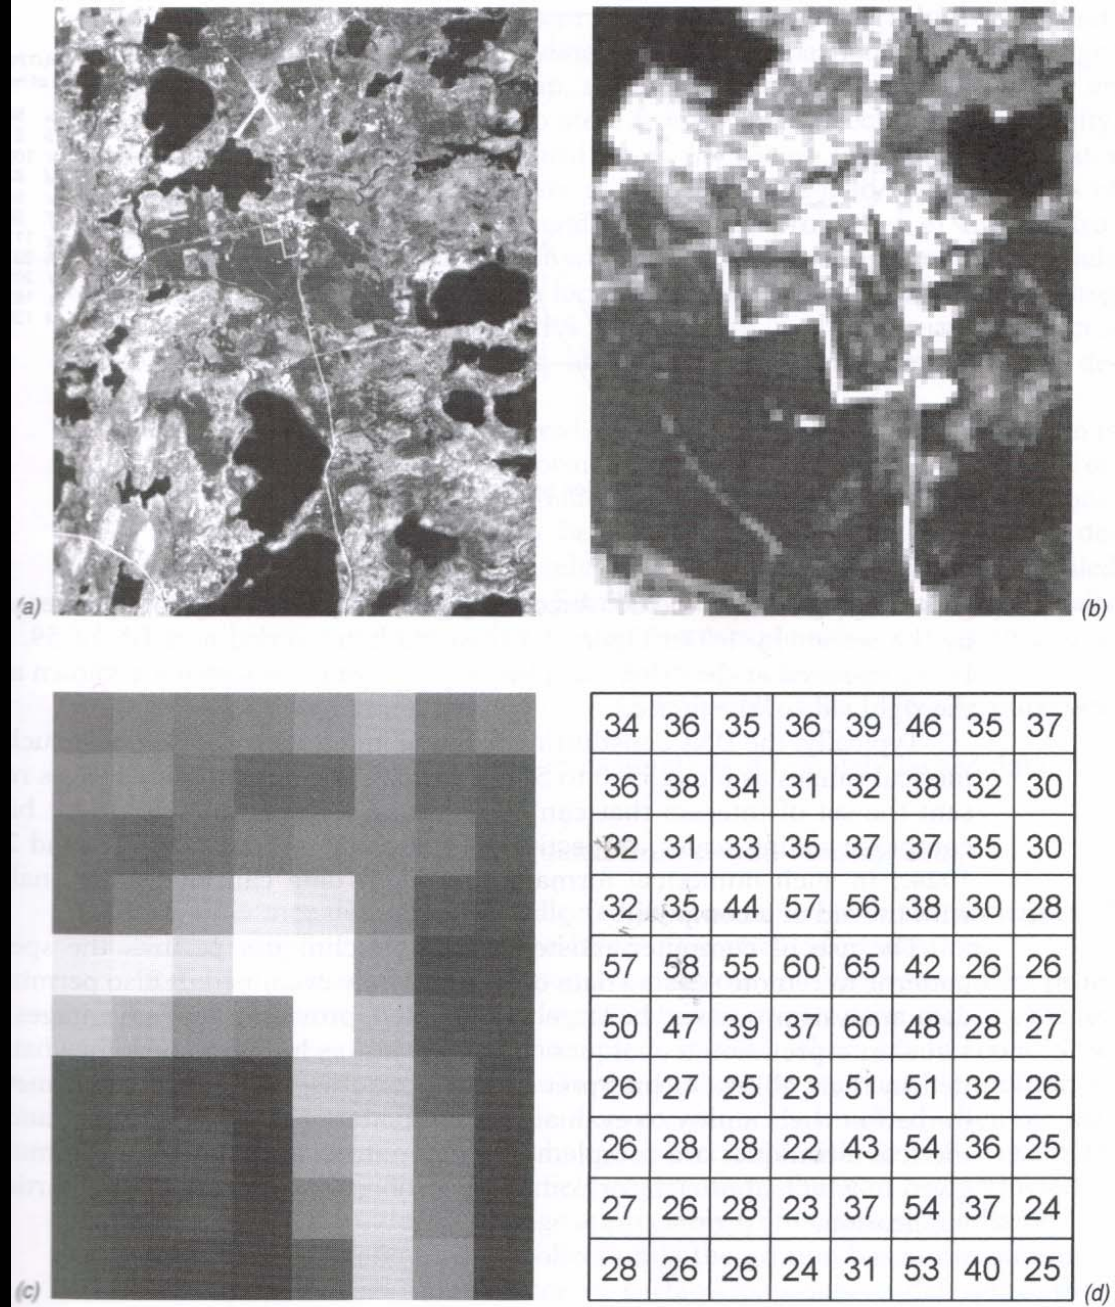 (a)
(b)
34 36 35 36 39 46 35 37
36 38 34 31 32 38 32 30
32 31 33 35 37 37 35 30
32 35 44 57 56 38 30 28
57 58 55 60 65 42 26 26
50 47 39 37 60 48 28 27
26 27 25 23 51 51 32 26
26 28 28 22 43 54 36 25
27 26 28 23 37 54 37 24
28 26 26 24 31 53 40 25
(c)
(d)